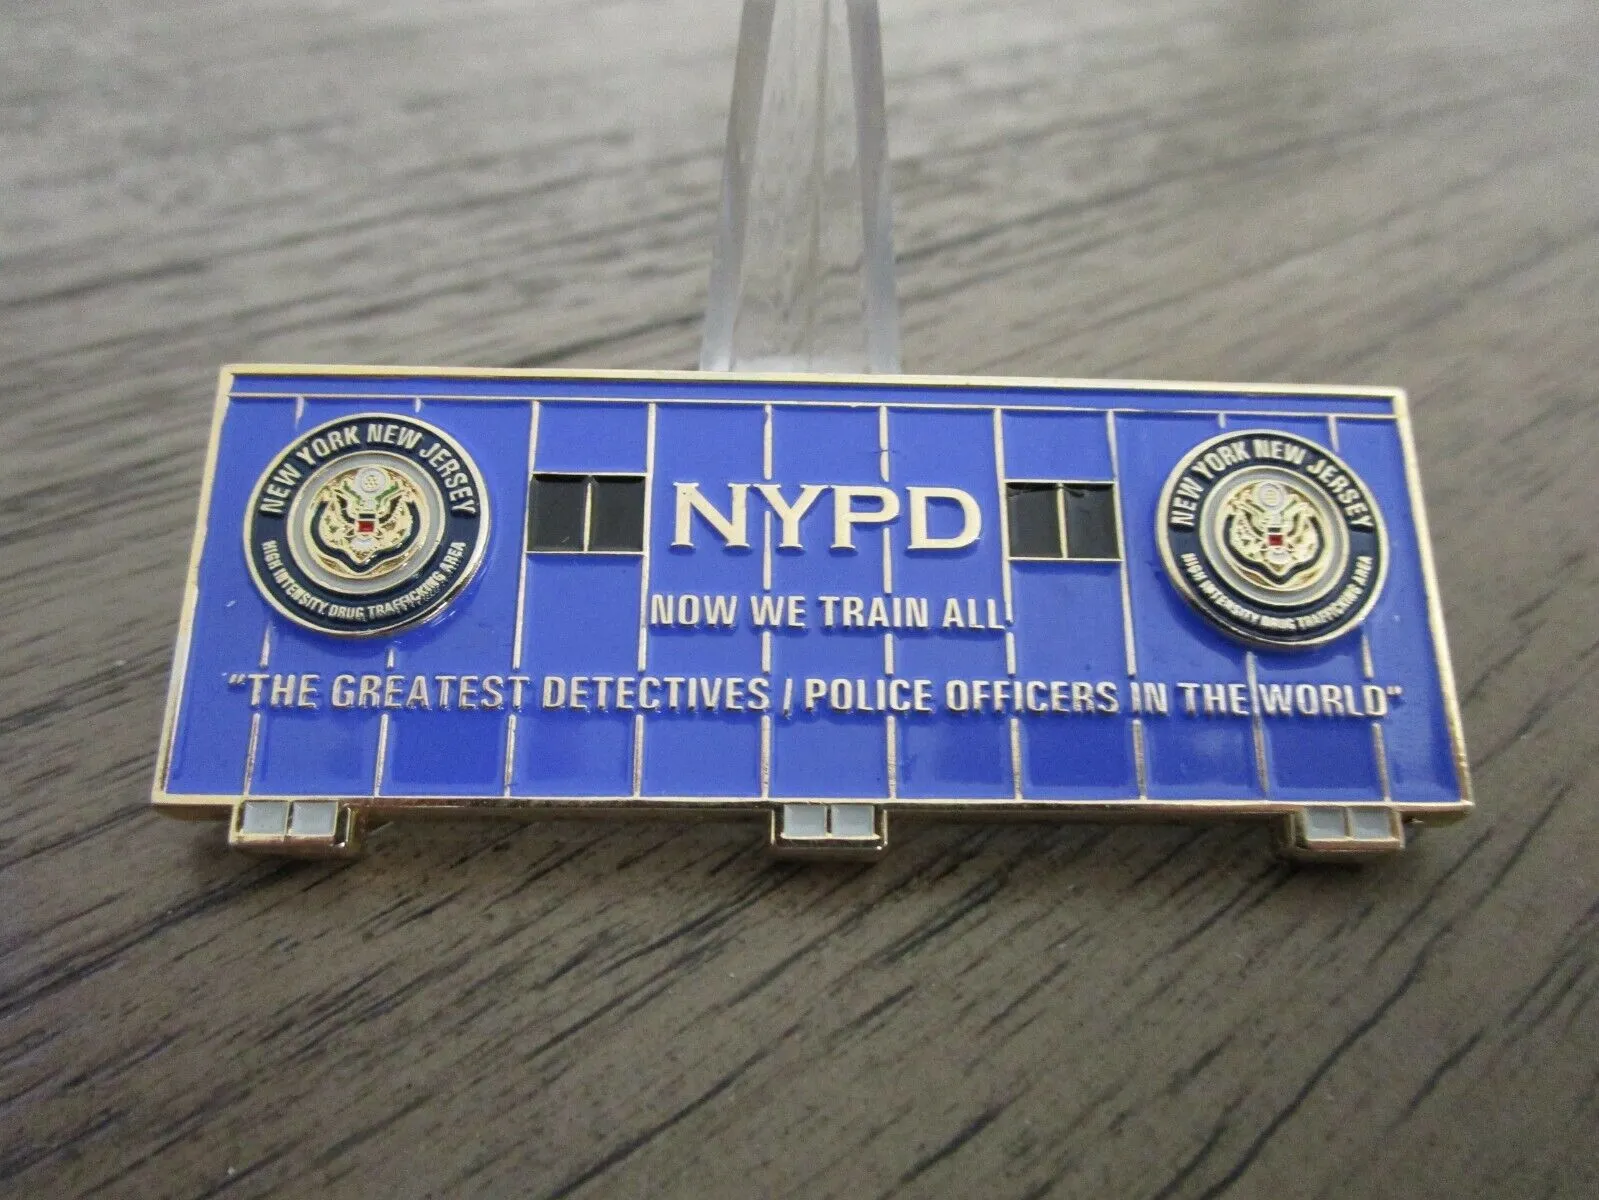 NEW YORK NEW JERSEY
HIGH INTENSITY DRUG TRAFFICKING AREA
NYPD
NOW WE TRAIN ALL
"THE GREATEST DETECTIVES / POLICE OFFICERS IN THE WORLD"
NEW YORK NEW JERSEY
HIGH INTENSITY DRUG TRAFFICKING AREA